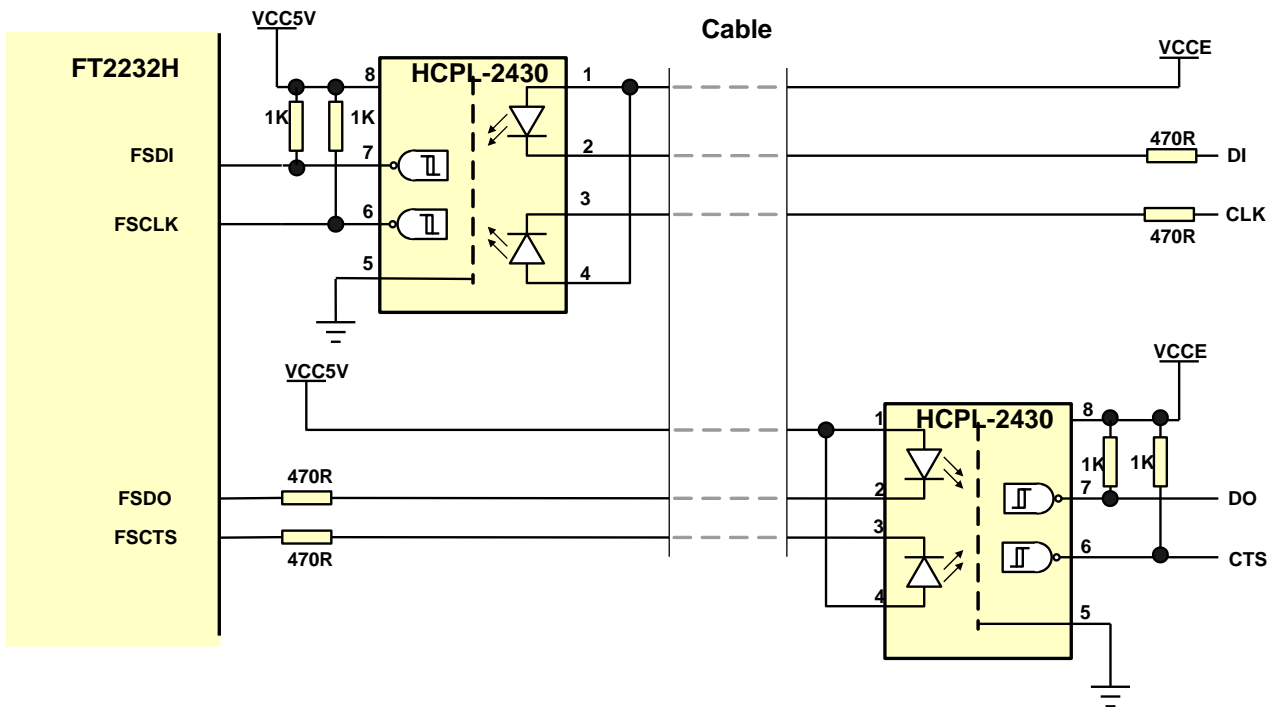 VCC5V
Cable
VCCE
FT2232H
HCPL-2430
8
1
1K
1K
470R
FSDI
7
2
DI
3
FSCLK
6
CLK
470R
5
4
VCC5V
VCCE
HCPL-2430
1
8
1K
1K
470R
FSDO
2
7
DO
3
FSCTS
6
CTS
470R
4
5